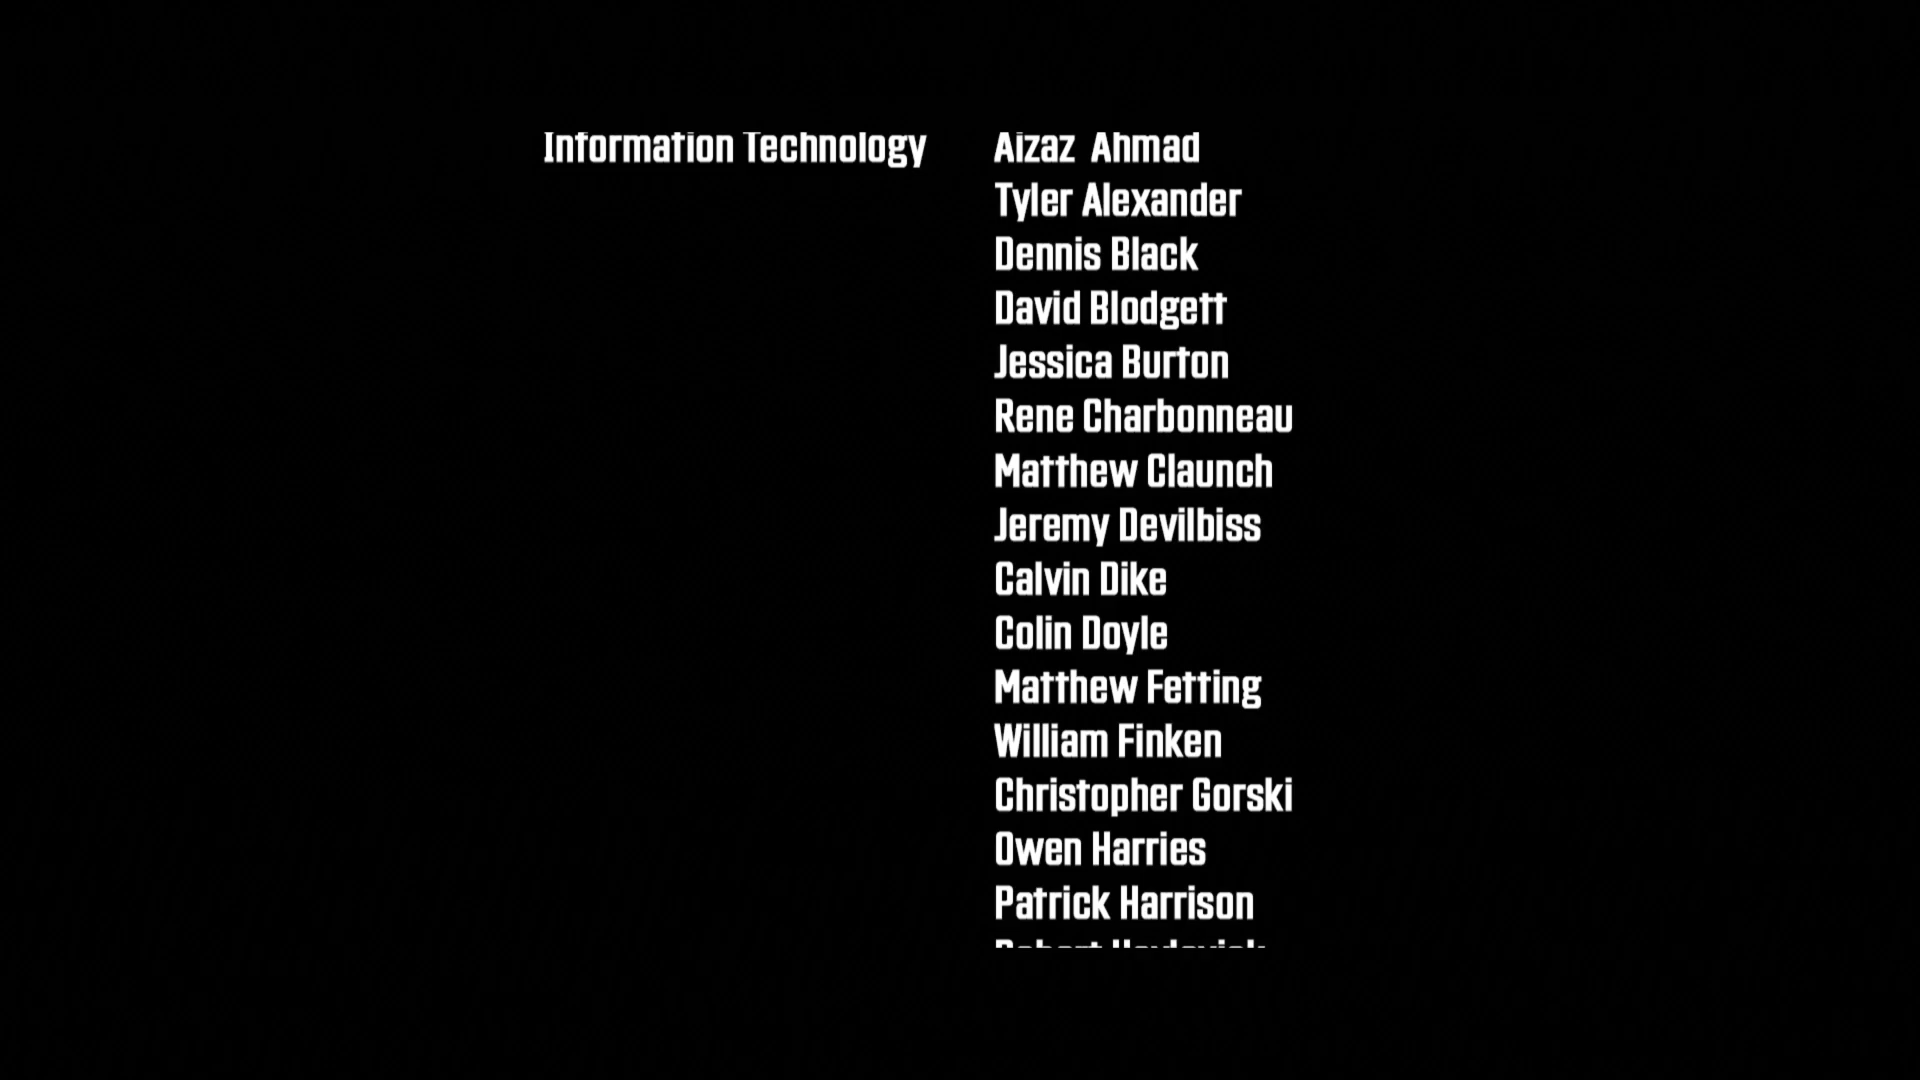 Information Technology Aizaz Ahmad
Tyler Alexander
Dennis Black
David Blodgett
Jessica Burton
Rene Charbonneau
Matthew Claunch
Jeremy Devilbiss
Calvin Dike
Colin Doyle
Matthew Fetting
William Finken
Christopher Gorski
Owen Harries
Patrick Harrison
Robert